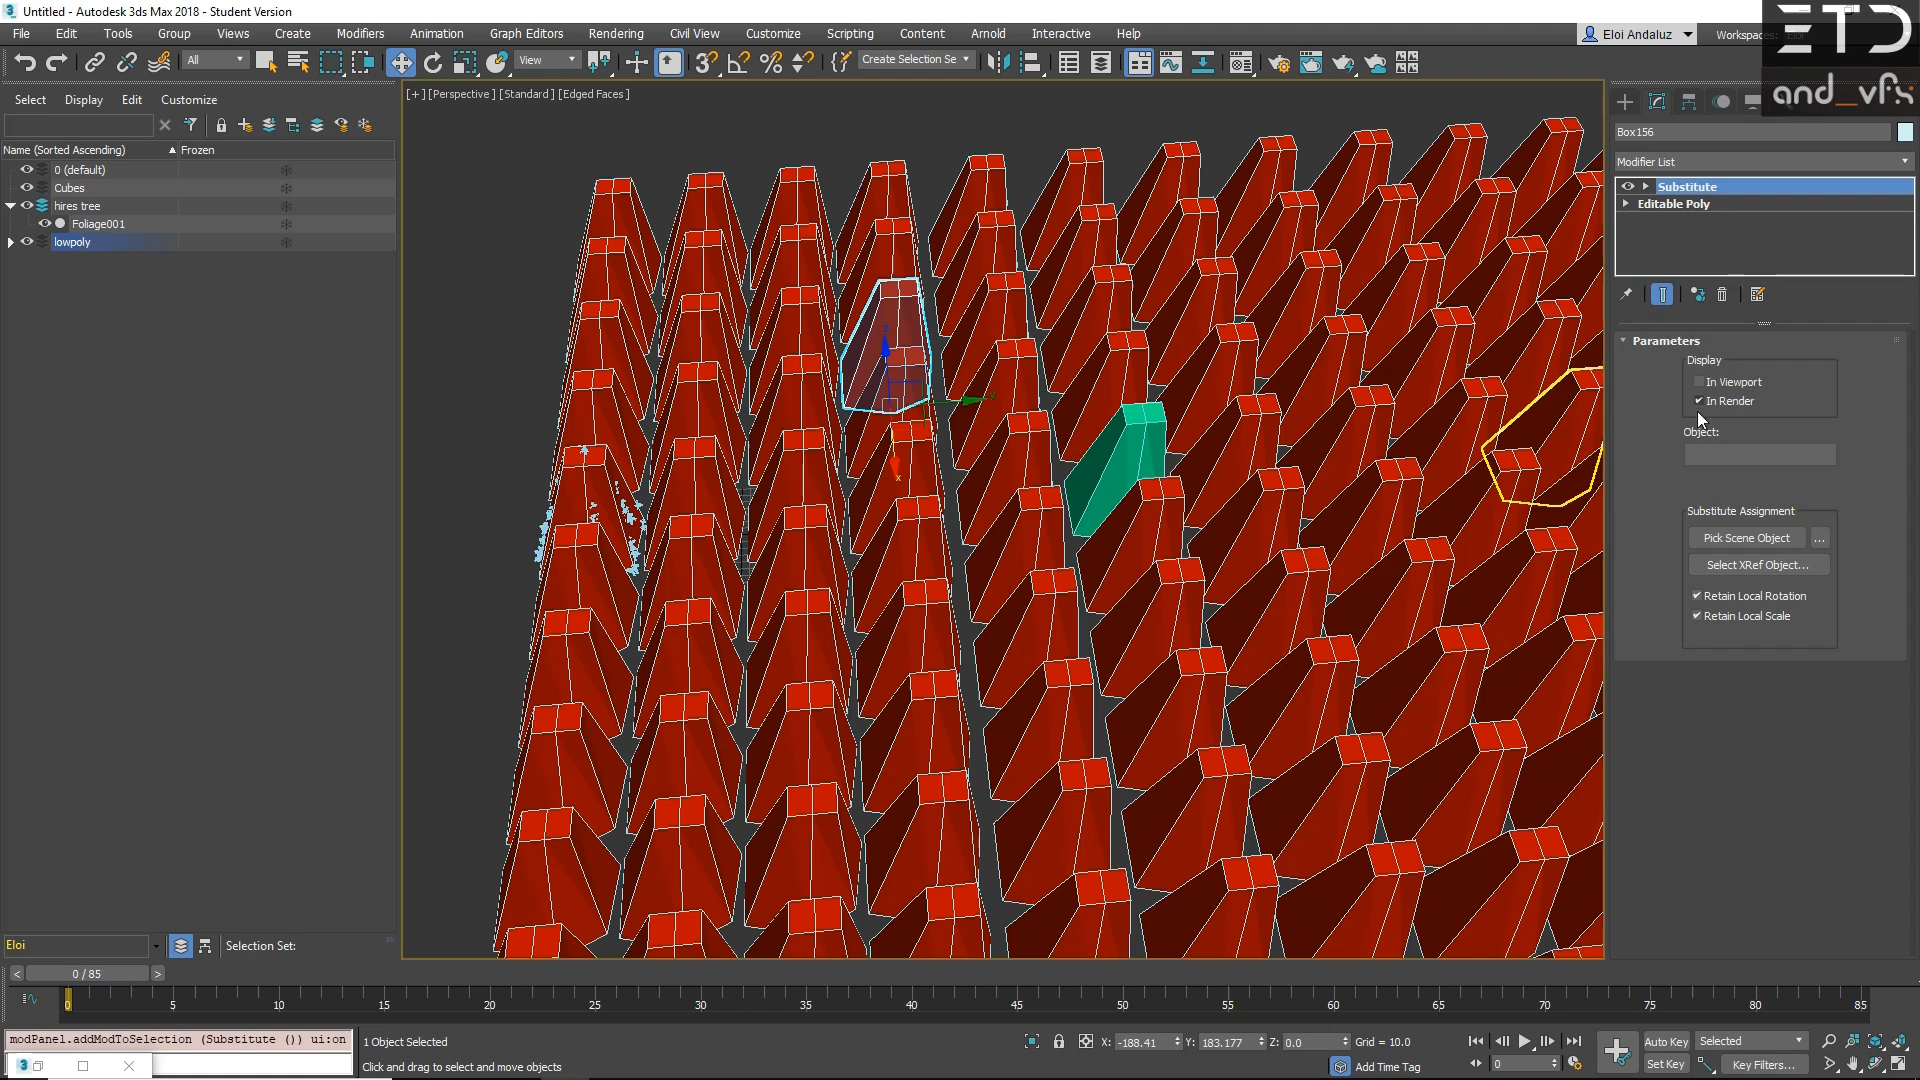 Untitled - Autodesk 3ds Max 2018 - Student Version
File Edit Tools Group Views Create Modifiers Animation Graph Editors Rendering Civil View Customize Scripting Content Arnold Interactive Help
Eloi Andaluz
Workspaces:
ETD
and_vfx
All
View
Create Selection Se
Select Display Edit Customize
[+] [Perspective] [Standard] [Edged Faces]
Name (Sorted Ascending) Frozen
0 (default)
Cubes
hires tree
Foliage001
lowpoly
Box156
Modifier List
Substitute
Editable Poly
Parameters
Display
In Viewport
In Render
Object:
Substitute Assignment
Pick Scene Object ...
Select XRef Object...
Retain Local Rotation
Retain Local Scale
z
x
Eloi
Selection Set:
< 0 / 85 >
0 5 10 15 20 25 30 35 40 45 50 55 60 65 70 75 80 85
modPanel.addModToSelection (Substitute ()) ui:on
1 Object Selected
X: -188.41 Y: 183.177 Z: 0.0 Grid = 10.0
Auto Key Selected
Click and drag to select and move objects
Add Time Tag
0
Set Key Key Filters...